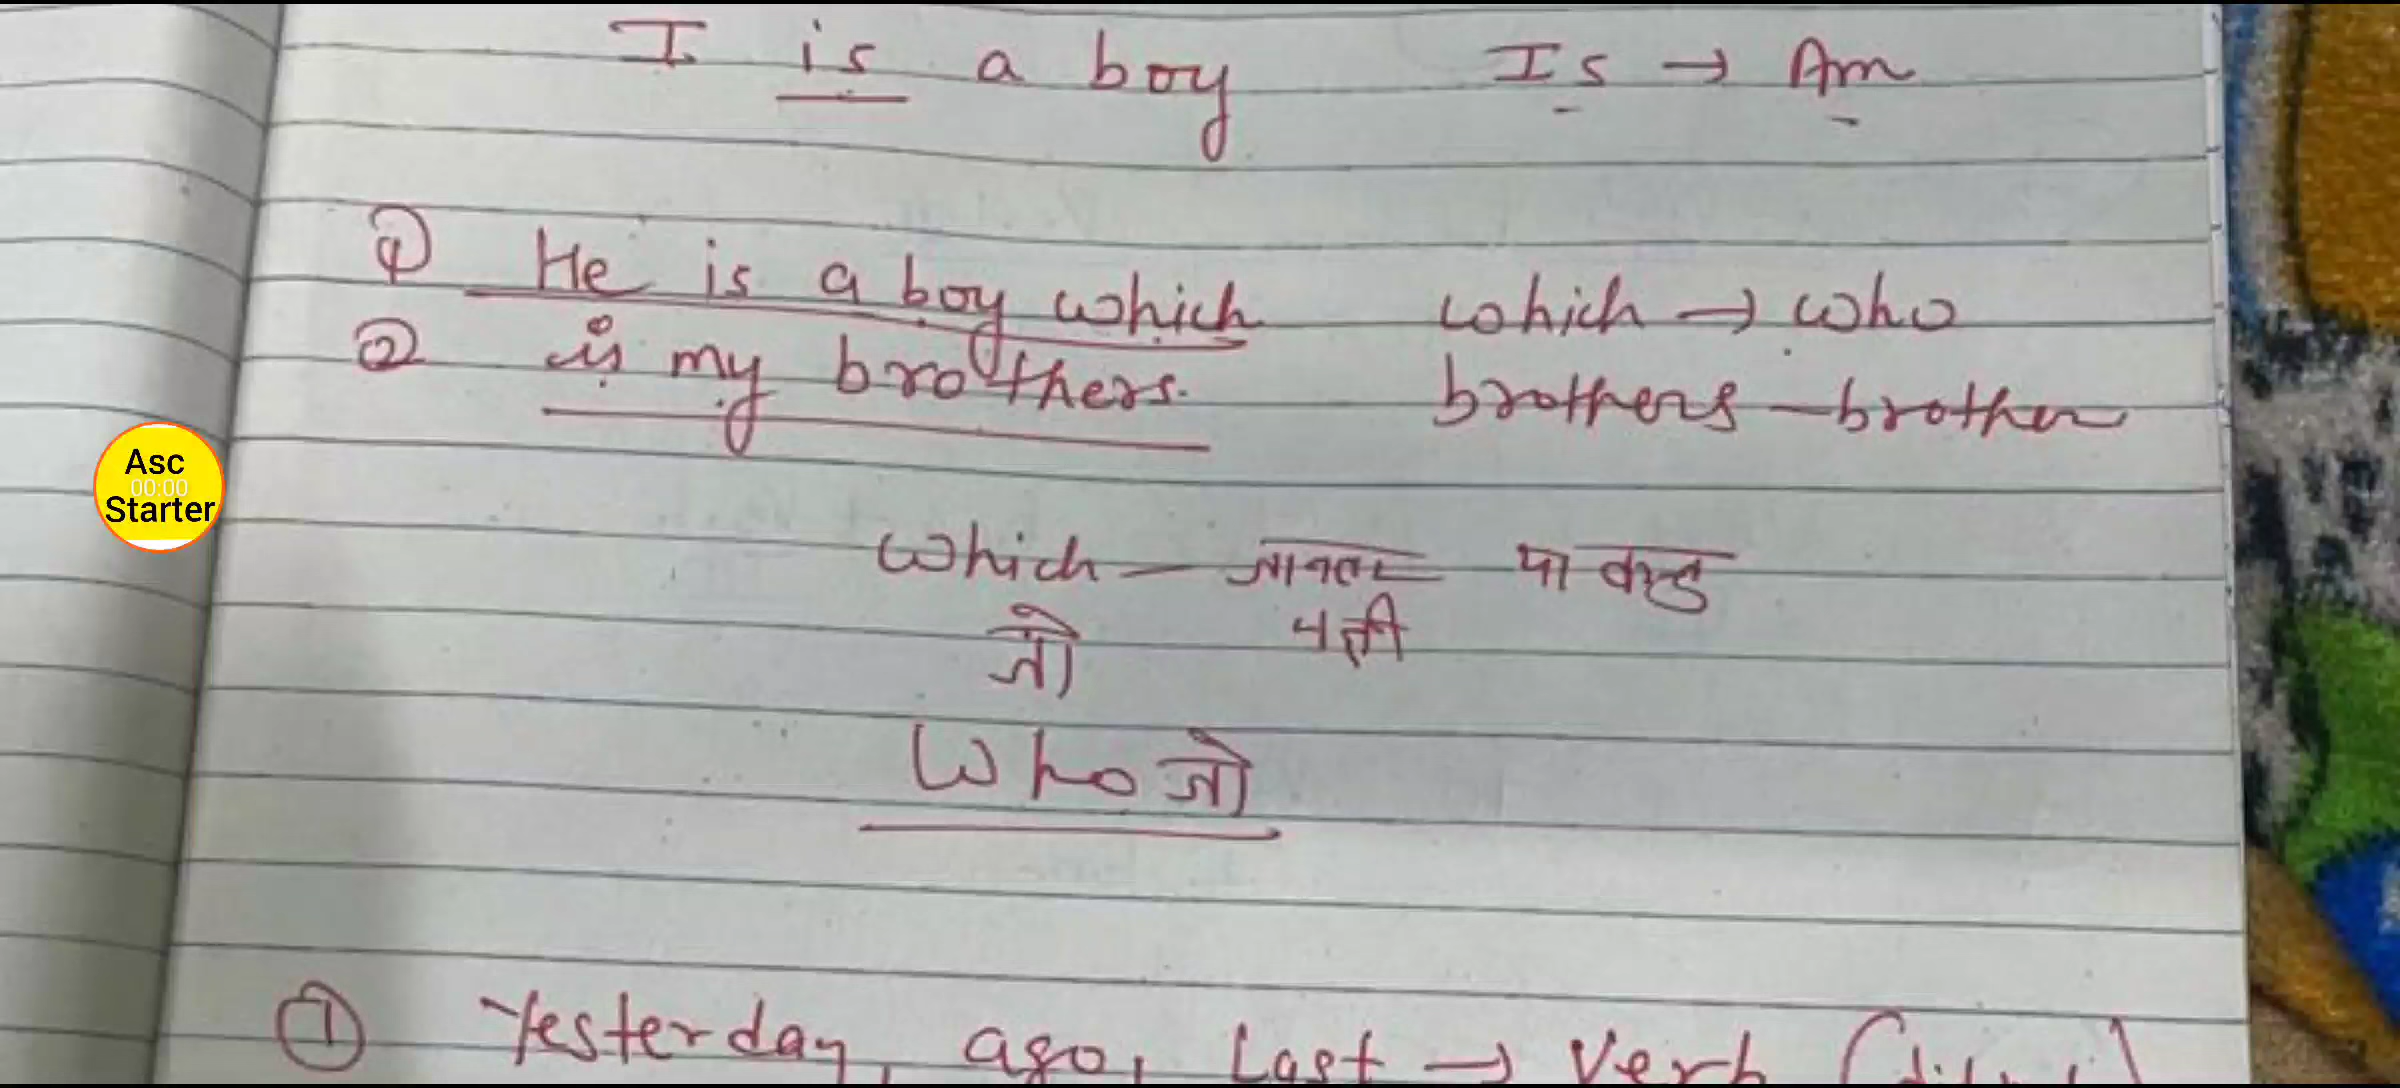 I is a boy Is → Am
① He is a boy which which → who
② is my brothers. brothers – brother
Asc
00:00
Starter
which – जानवर या वस्तु
जो पक्षी
Who जो
① Yesterday, ago, Last → Verb